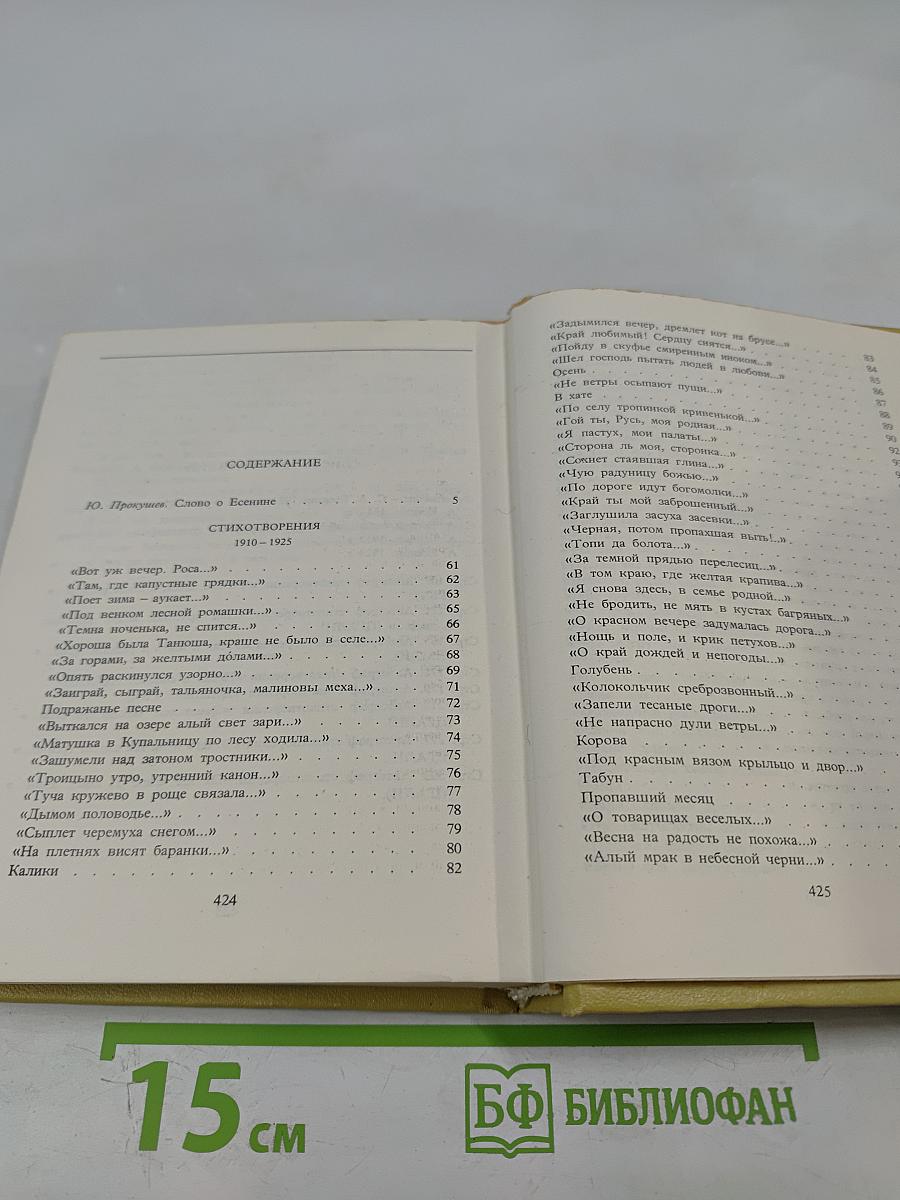 СОДЕРЖАНИЕ
Ю. Прокушев. Слово о Есенине . . . . . . . . . . 5
СТИХОТВОРЕНИЯ
1910 – 1925
«Вот уж вечер. Роса...» . . . . . . . . . . . . 61
«Там, где капустные грядки...» . . . . . . . . . 62
«Поет зима – аукает...» . . . . . . . . . . . . 63
«Под венком лесной ромашки...» . . . . . . . . . 65
«Темна ноченька, не спится...» . . . . . . . . . 66
«Хороша была Танюша, краше не было в селе...» . . 67
«За горами, за желтыми до́лами...» . . . . . . . . 68
«Опять раскинулся узорно...» . . . . . . . . . . 69
«Заиграй, сыграй, тальяночка, малиновы меха...» . . . 71
Подражанье песне . . . . . . . . . . . . . 72
«Выткался на озере алый свет зари...» . . . . . . . 73
«Матушка в Купальницу по лесу ходила...» . . . . . 74
«Зашумели над затоном тростники...» . . . . . . . 75
«Троицыно утро, утренний канон...» . . . . . . . . 76
«Туча кружево в роще связала...» . . . . . . . . . 77
«Дымом половодье...» . . . . . . . . . . . . . 78
«Сыплет черемуха снегом...» . . . . . . . . . . . 79
«На плетнях висят баранки...» . . . . . . . . . . 80
Калики . . . . . . . . . . . . . . . . . 82
424
«Задымился вечер, дремлет кот на брусе...» . . . 83
«Край любимый! Сердцу снятся...» . . . . . . . 84
«Пойду в скуфье смиренным иноком...» . . . . . 85
«Шел господь пытать людей в любови...» . . . . 86
Осень . . . . . . . . . . . . . . . . 87
«Не ветры осыпают пущи...» . . . . . . . . . 88
В хате . . . . . . . . . . . . . . . . 89
«По селу тропинкой кривенькой...» . . . . . . . 90
«Гой ты, Русь, моя родная...» . . . . . . . . . 92
«Я пастух, мои палаты...» . . . . . . . . . .
«Сторона ль моя, сторонка...» . . . . . . . . .
«Сохнет стаявшая глина...» . . . . . . . . . .
«Чую радуницу божью...» . . . . . . . . . . .
«По дороге идут богомолки...» . . . . . . . . .
«Край ты мой заброшенный...» . . . . . . . . .
«Заглушила засуха засевки...» . . . . . . . . .
«Черная, потом пропахшая выть!..» . . . . . . .
«Топи да болота...» . . . . . . . . . . . . .
«За темной прядью перелесиц...» . . . . . . . .
«В том краю, где желтая крапива...» . . . . . .
«Я снова здесь, в семье родной...» . . . . . . .
«Не бродить, не мять в кустах багряных...» . . .
«О красном вечере задумалась дорога...» . . . .
«Нощь и поле, и крик петухов...» . . . . . . .
«О край дождей и непогоды...» . . . . . . . .
Голубень . . . . . . . . . . . . . . .
«Колокольчик среброзвонный...» . . . . . . . .
«Запели тесаные дроги...» . . . . . . . . . .
«Не напрасно дули ветры...» . . . . . . . . .
Корова . . . . . . . . . . . . . . . .
«Под красным вязом крыльцо и двор...» . . . .
Табун . . . . . . . . . . . . . . . .
Пропавший месяц . . . . . . . . . . . .
«О товарищах веселых...» . . . . . . . . . .
«Весна на радость не похожа...» . . . . . . .
«Алый мрак в небесной черни...» . . . . . . .
425
15 см
БФ БИБЛИОФАН